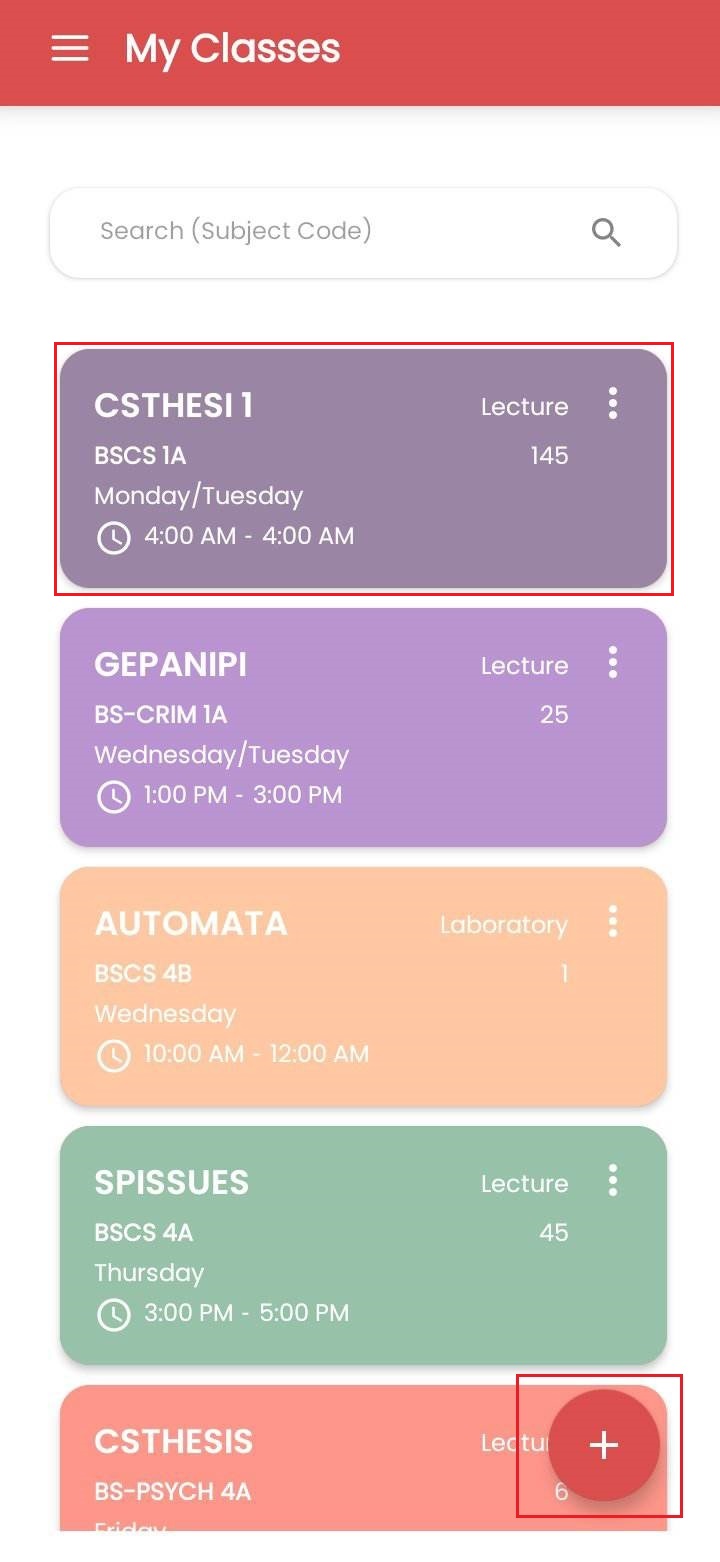 My Classes
Search (Subject Code)
CSTHESI 1 Lecture
BSCS 1A 145
Monday/Tuesday
4:00 AM - 4:00 AM
GEPANIPI Lecture
BS-CRIM 1A 25
Wednesday/Tuesday
1:00 PM - 3:00 PM
AUTOMATA Laboratory
BSCS 4B 1
Wednesday
10:00 AM - 12:00 AM
SPISSUES Lecture
BSCS 4A 45
Thursday
3:00 PM - 5:00 PM
CSTHESIS Lectur
BS-PSYCH 4A 6
Friday